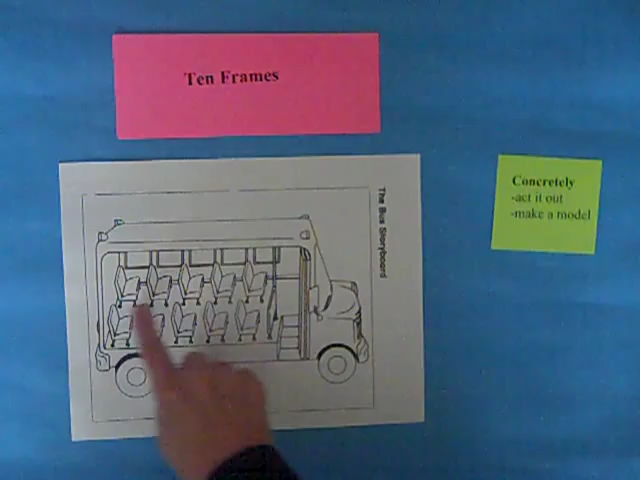 Ten Frames
The Bus Storyboard
Concretely
-act it out
-make a model